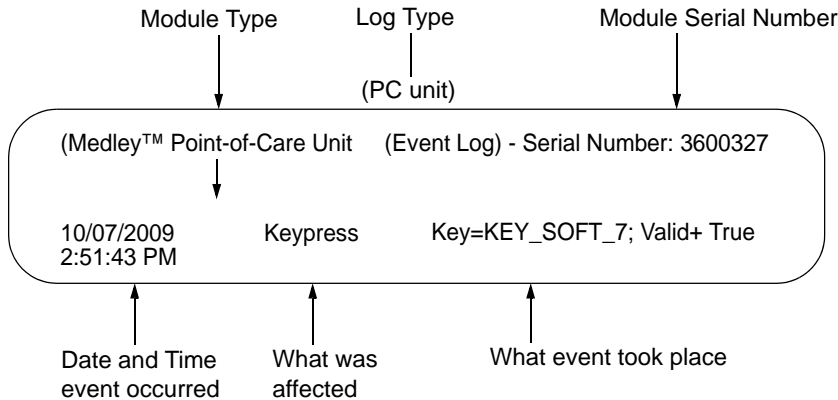 Module Type Log Type Module Serial Number
(PC unit)
(Medley™ Point-of-Care Unit (Event Log) - Serial Number: 3600327
10/07/2009 Keypress Key=KEY_SOFT_7; Valid+ True
2:51:43 PM
Date and Time What was What event took place
event occurred affected